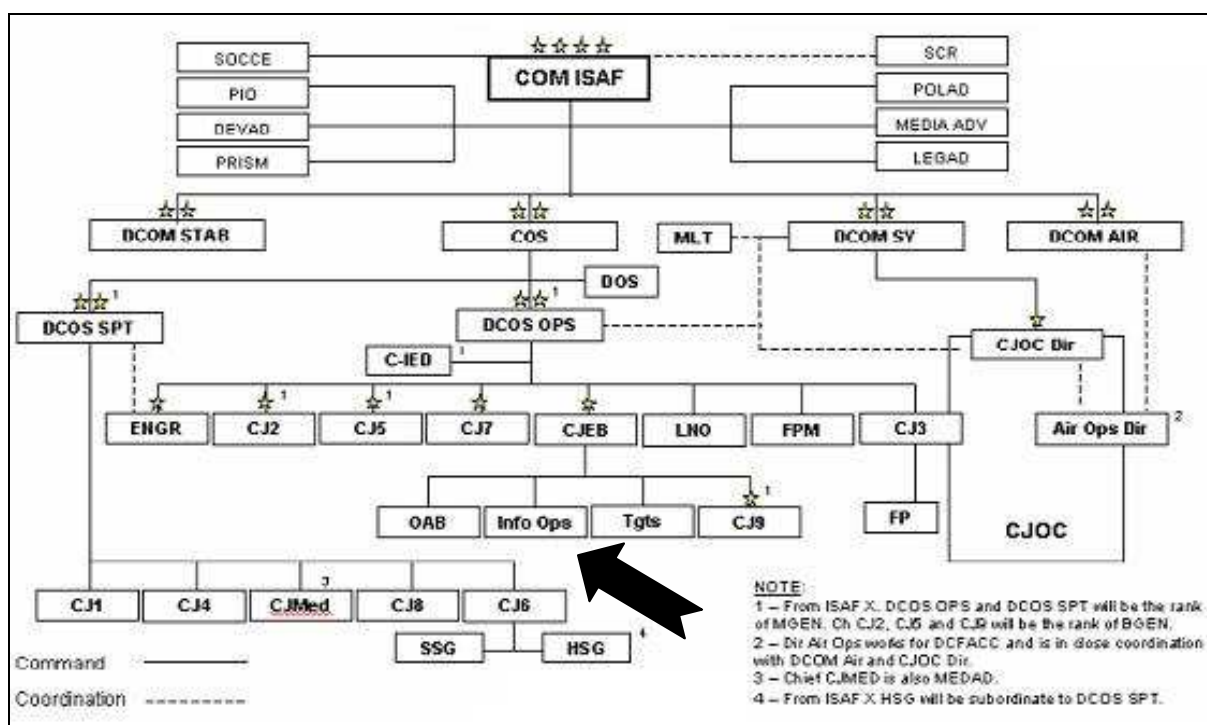 SOCCE
SCR
COM ISAF
PIO
POLAD
DEVAD
MEDIA ADV
PRISM
LEGAD
DCOM STAB
COS
MLT
DCOM SY
DCOM AIR
DOS
1
1
DCOS SPT
DCOS OPS
CJOC Dir
C-IED
1
1
1
ENGR
CJ2
CJ5
CJ7
CJEB
LNO
FPM
CJ3
Air Ops Dir
2
1
OAB
Info Ops
Tgts
CJ9
FP
CJOC
3
CJ1
CJ4
CJMed
CJ8
CJ6
4
SSG
HSG
NOTE:
1 – From ISAF X. DCOS OPS and DCOS SPT will be the rank
of MGEN. Ch CJ2, CJ5 and CJ9 will be the rank of BGEN.
2 – Dir Air Ops works for DCFACC and is in close coordination
with DCOM Air and CJOC Dir.
3 – Chief CJMED is also MEDAD.
4 – From ISAF X HSG will be subordinate to DCOS SPT.
Command
Coordination